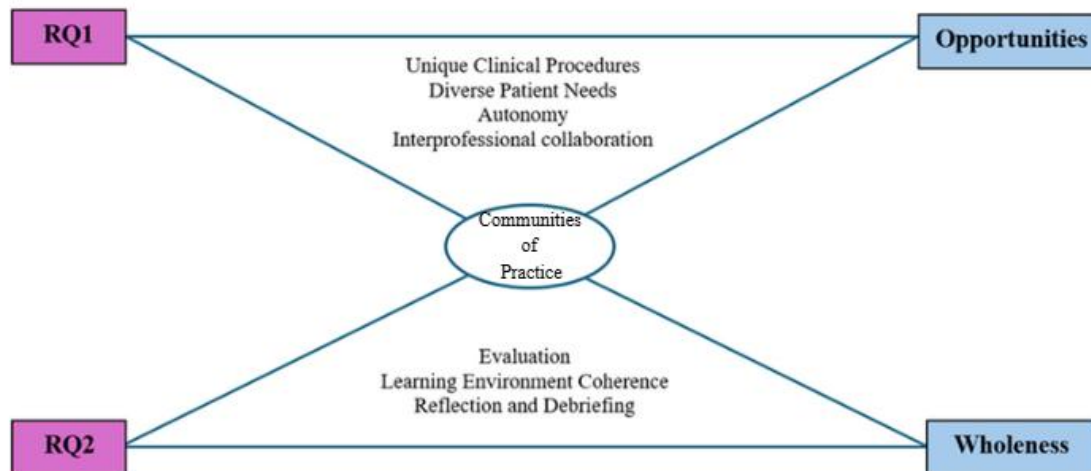 RQ1
Opportunities
Unique Clinical Procedures
Diverse Patient Needs
Autonomy
Interprofessional collaboration
Communities
of
Practice
Evaluation
Learning Environment Coherence
Reflection and Debriefing
RQ2
Wholeness